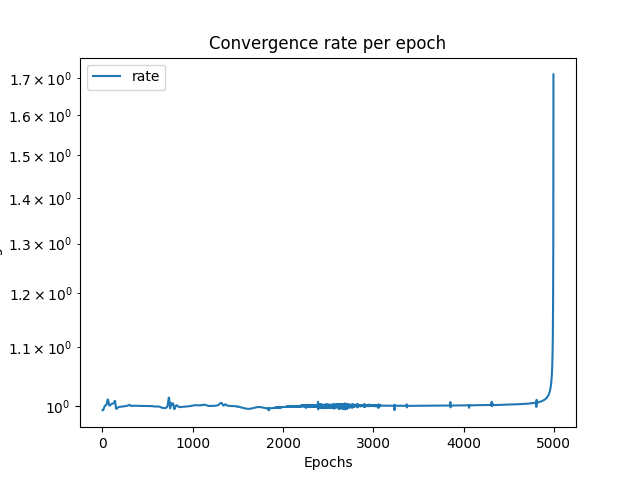 Convergence rate per epoch
rate
1.7 × 10⁰
1.6 × 10⁰
1.5 × 10⁰
1.4 × 10⁰
1.3 × 10⁰
1.2 × 10⁰
1.1 × 10⁰
10⁰
0
1000
2000
3000
4000
5000
Epochs